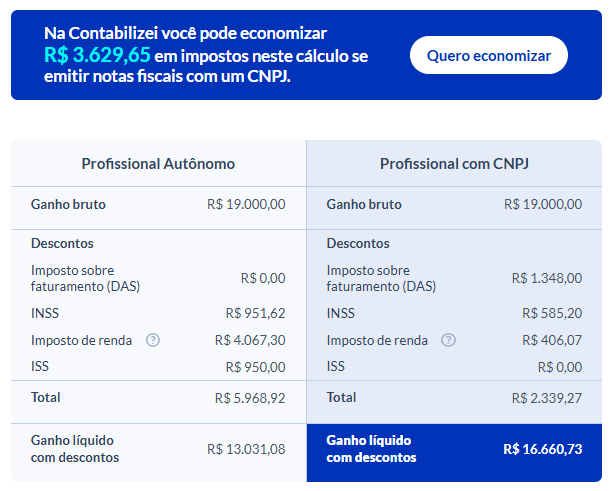 Na Contabilizei você pode economizar
R$ 3.629,65 em impostos neste cálculo se
emitir notas fiscais com um CNPJ.
Quero economizar
Profissional Autônomo
Profissional com CNPJ
Ganho bruto R$ 19.000,00
Ganho bruto R$ 19.000,00
Descontos
Descontos
Imposto sobre
faturamento (DAS) R$ 0,00
Imposto sobre
faturamento (DAS) R$ 1.348,00
INSS R$ 951,62
INSS R$ 585,20
Imposto de renda ? R$ 4.067,30
Imposto de renda ? R$ 406,07
ISS R$ 950,00
ISS R$ 0,00
Total R$ 5.968,92
Total R$ 2.339,27
Ganho líquido
com descontos R$ 13.031,08
Ganho líquido
com descontos R$ 16.660,73